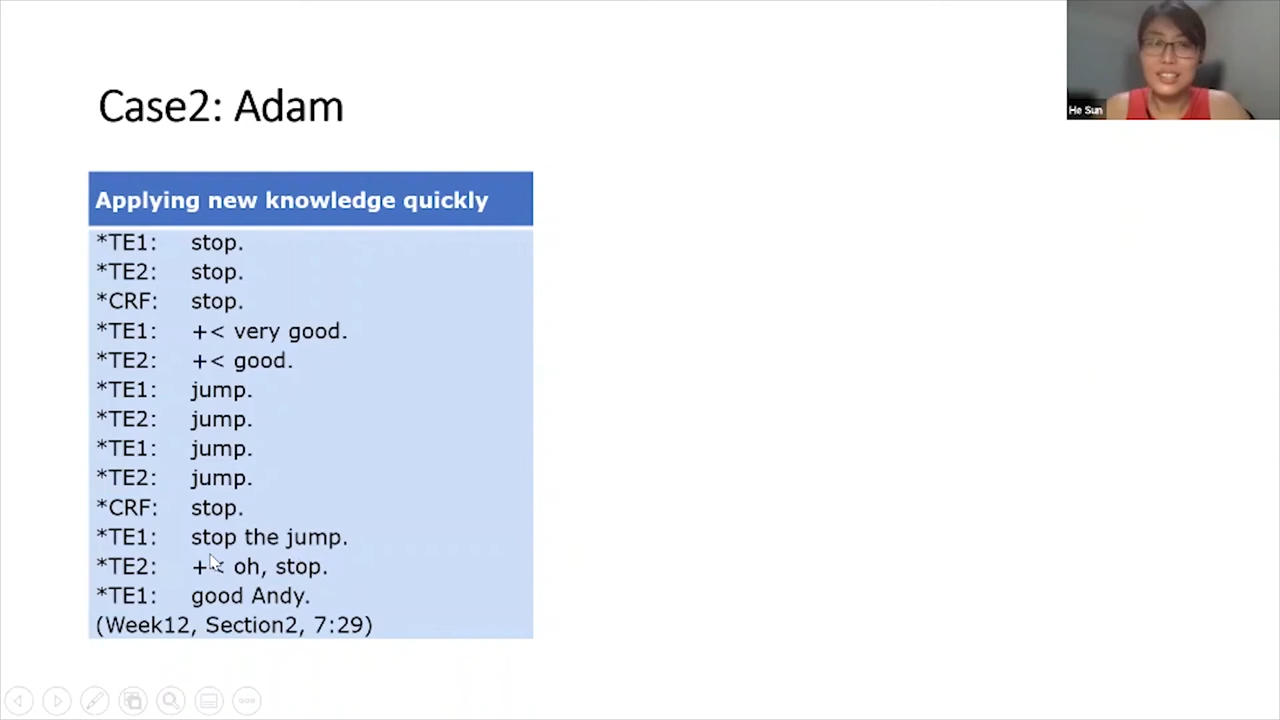 Case2: Adam
He Sun
Applying new knowledge quickly
*TE1: stop.
*TE2: stop.
*CRF: stop.
*TE1: +< very good.
*TE2: +< good.
*TE1: jump.
*TE2: jump.
*TE1: jump.
*TE2: jump.
*CRF: stop.
*TE1: stop the jump.
*TE2: +< oh, stop.
*TE1: good Andy.
(Week12, Section2, 7:29)